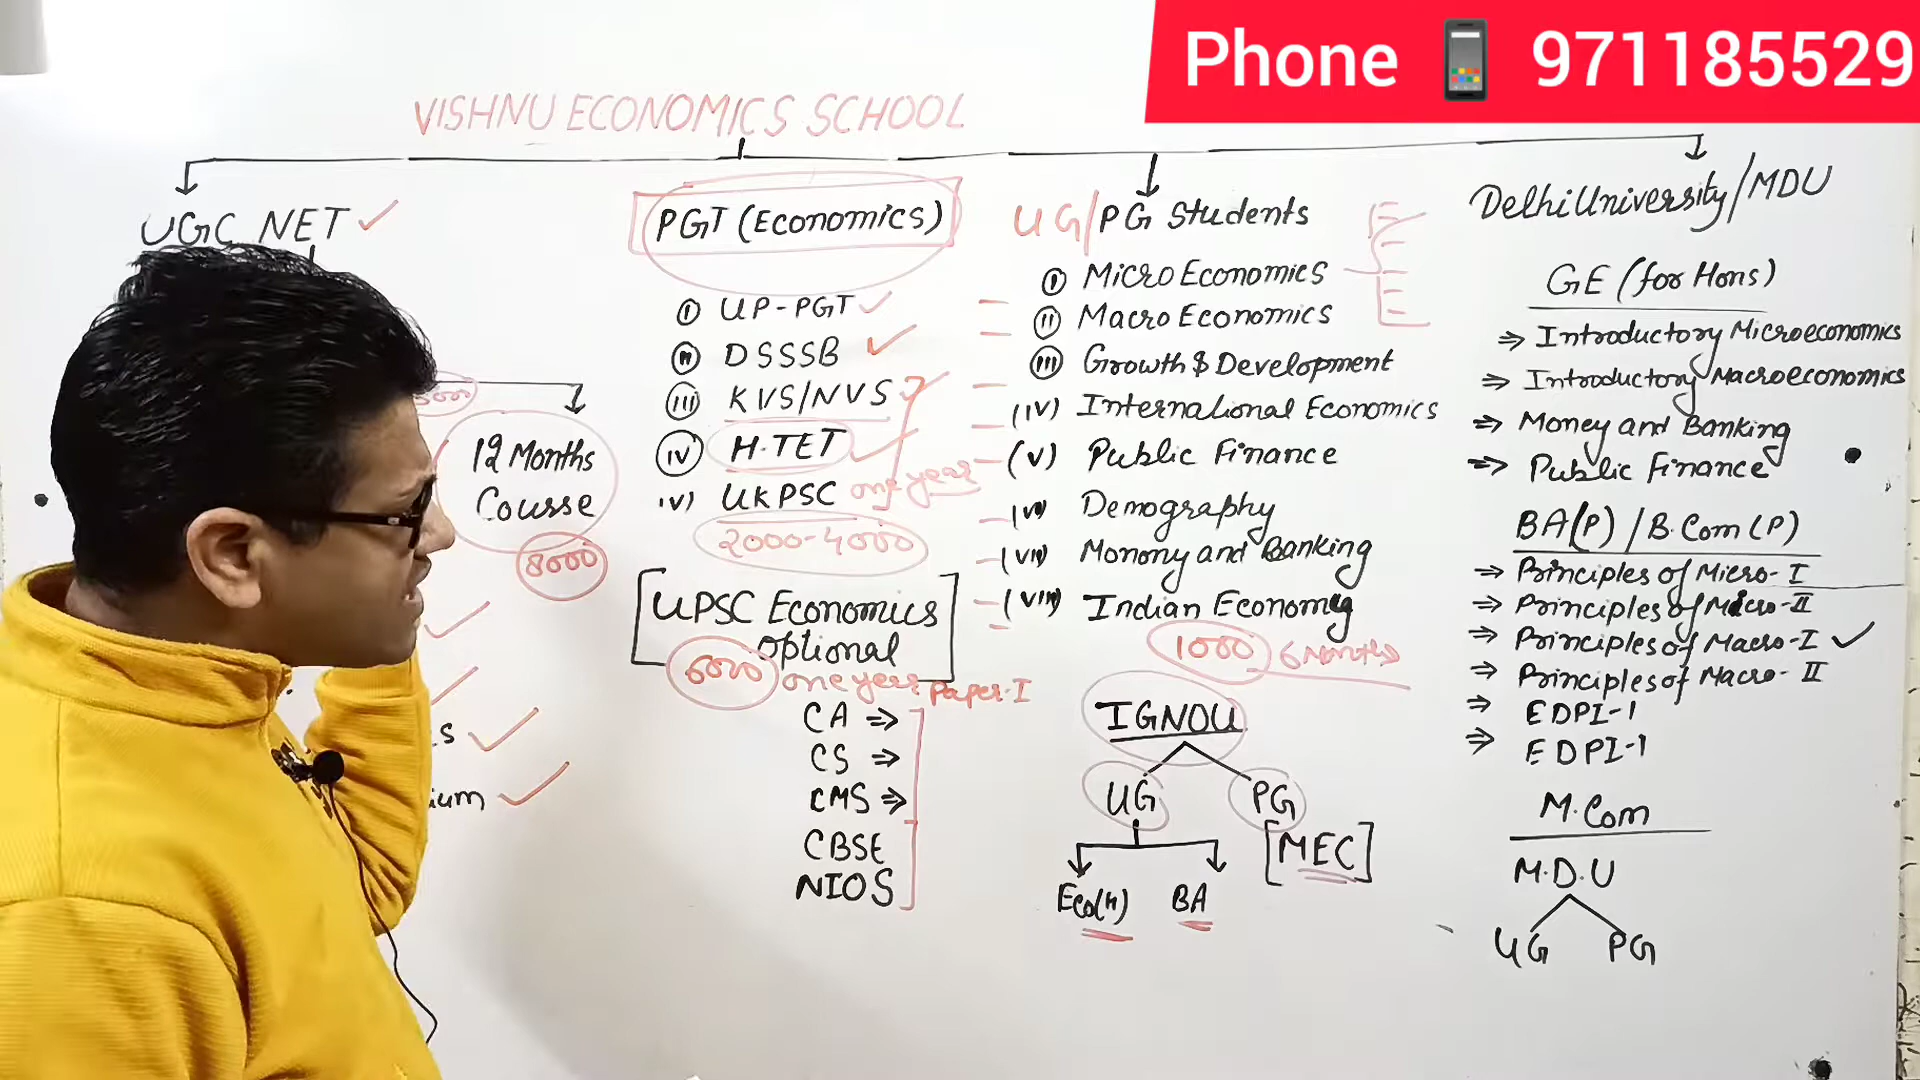 Phone 971185529
VISHNU ECONOMICS SCHOOL
UGC NET
12 Months
Course
8000
PGT (Economics)
(I) UP-PGT
(II) DSSSB
(III) KVS/NVS
(IV) H-TET
(V) UKPSC one year
2000-4000
UPSC Economics
Optional
6000 one year Paper-I
CA ⇒
CS ⇒
CMS ⇒
CBSE
NIOS
UG/PG Students
(I) Micro Economics
(II) Macro Economics
(III) Growth & Development
(IV) International Economics
(V) Public Finance
(VI) Demography
(VII) Monony and Banking
(VIII) Indian Economy
1000 6 Months
IGNOU
UG PG
[MEC]
Eco(H) BA
Delhi University/MDU
GE (for Hons)
⇒ Introductory Microeconomics
⇒ Introductory Macroeconomics
⇒ Money and Banking
⇒ Public Finance
BA(P) / B.Com (P)
⇒ Principles of Micro-I
⇒ Principles of Micro-II
⇒ Principles of Macro-I
⇒ Principles of Macro-II
⇒ EDPI-1
⇒ EDPI-1
M.Com
M.D.U
UG PG